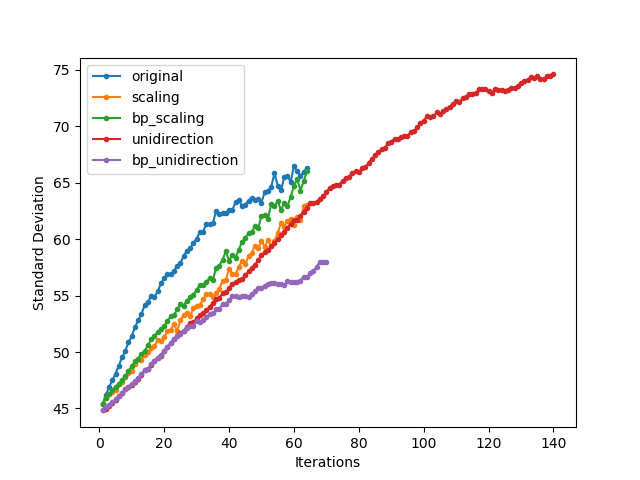 original
scaling
bp_scaling
unidirection
bp_unidirection
75
70
65
60
55
50
45
Standard Deviation
0 20 40 60 80 100 120 140
Iterations